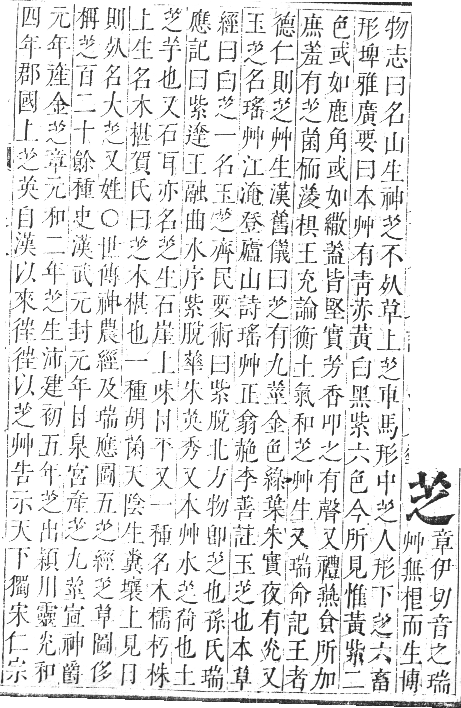 芝
章伊切音之瑞
艸無根而生博
物志曰名山生神芝不㱙草上芝車馬形中芝人形下芝六畜
形埤雅廣要曰本艸有靑赤黃白黑紫六色今所見惟黃紫二
色或如鹿角或如繖葢皆堅實芳香叩之有聲又禮燕食所加
庶羞有芝菌栭菱椇王充論衡土氣和芝艸生又瑞命記王者
德仁則芝艸生漢舊儀曰芝有九莖金色綠葉朱實夜有光又
玉芝名瑤艸江淹登廬山詩瑤艸正翕赩李善註玉芝也本草
經曰白芝一名玉芝齊民要術曰紫脫北方物卽芝也孫氏瑞
應記曰紫達王融曲水序紫脫華朱英秀又木艸水芝荷也土
芝芋也又石耳亦名芝生石崖上味甘平又一種名木檽朽株
上生名木椹賀氏曰芝木椹也一種胡菌天陰生糞壤上見日
則㱙名大芝又姓○世傳神農經及瑞應圖五芝經芝草圖侈
稱芝百二十餘種史漢武元封元年甘泉宮產芝九莖宣神爵
元年產金芝章元和二年芝生沛建初五年芝出潁川靈光和
四年郡國上芝英自漢以來徃徃以芝艸告示天下獨宋仁宗